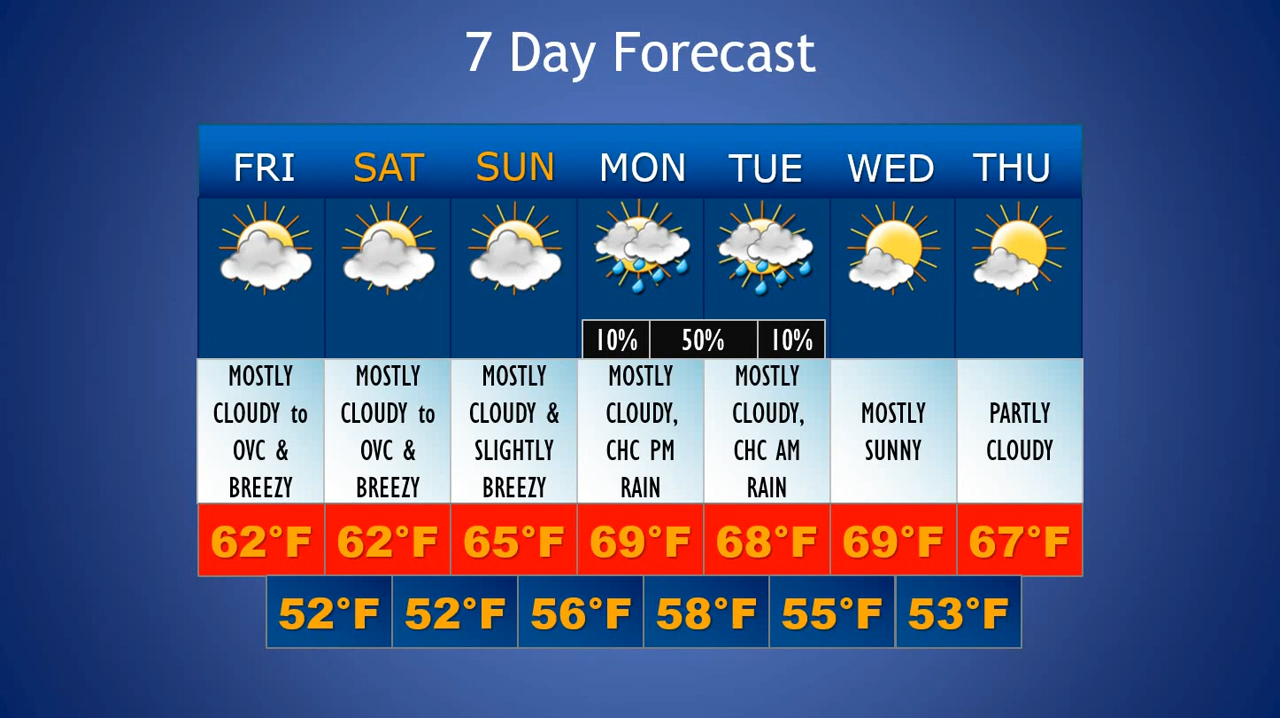 7 Day Forecast
FRI SAT SUN MON TUE WED THU
10% 50% 10%
MOSTLY
CLOUDY to
OVC &
BREEZY
MOSTLY
CLOUDY to
OVC &
BREEZY
MOSTLY
CLOUDY &
SLIGHTLY
BREEZY
MOSTLY
CLOUDY,
CHC PM
RAIN
MOSTLY
CLOUDY,
CHC AM
RAIN
MOSTLY
SUNNY
PARTLY
CLOUDY
62°F 62°F 65°F 69°F 68°F 69°F 67°F
52°F 52°F 56°F 58°F 55°F 53°F